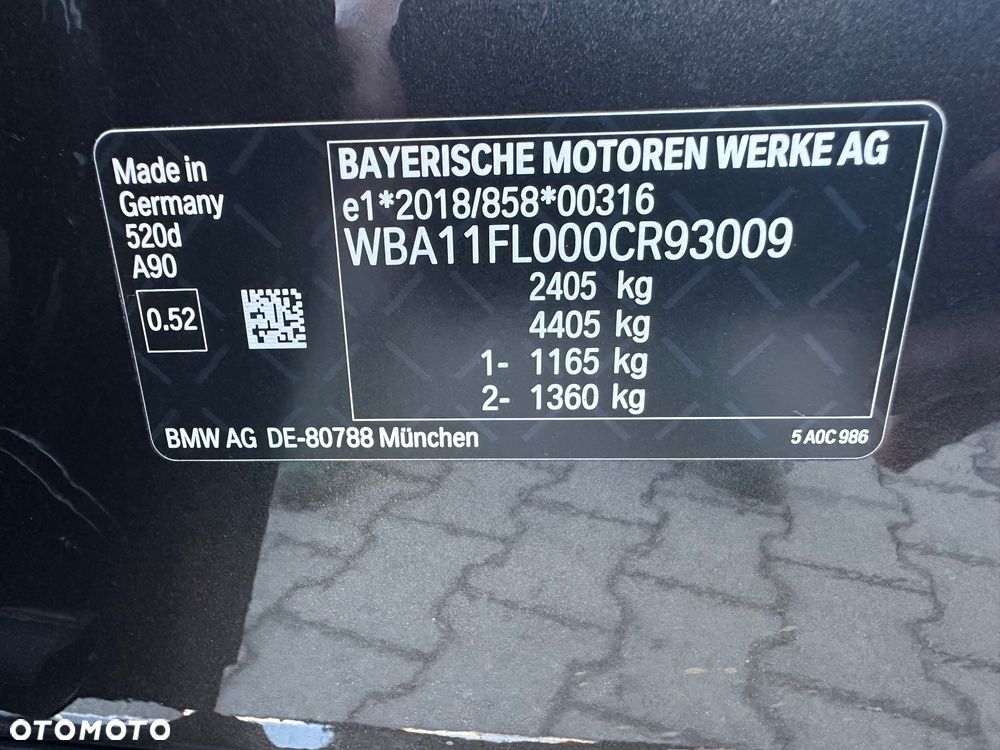 Made in
Germany
520d
A90
0.52
BAYERISCHE MOTOREN WERKE AG
e1*2018/858*00316
WBA11FL000CR93009
2405 kg
4405 kg
1- 1165 kg
2- 1360 kg
BMW AG DE-80788 München
5 A0C 986
OTOMOTO